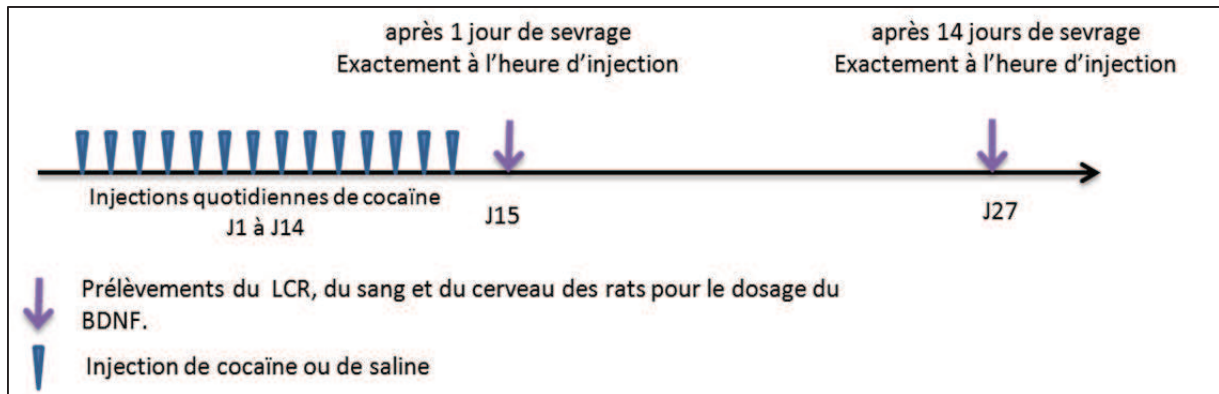 après 1 jour de sevrage
Exactement à l'heure d'injection
après 14 jours de sevrage
Exactement à l'heure d'injection
Injections quotidiennes de cocaïne
J1 à J14
J15
J27
Prélèvements du LCR, du sang et du cerveau des rats pour le dosage du
BDNF.
Injection de cocaïne ou de saline